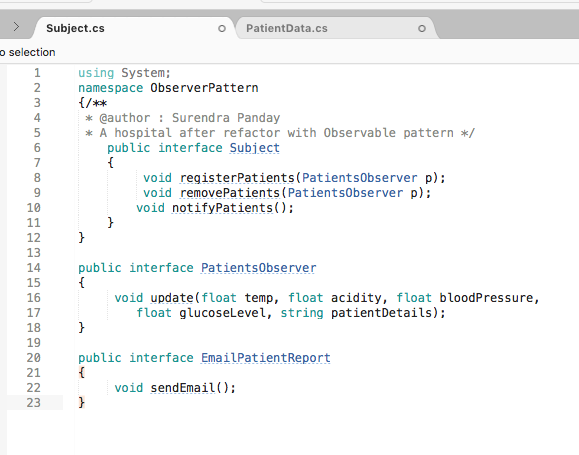 Subject.cs PatientData.cs
o selection
1 using System;
2 namespace ObserverPattern
3 {/**
4 * @author : Surendra Panday
5 * A hospital after refactor with Observable pattern */
6 public interface Subject
7 {
8 void registerPatients(PatientsObserver p);
9 void removePatients(PatientsObserver p);
10 void notifyPatients();
11 }
12 }
13
14 public interface PatientsObserver
15 {
16 void update(float temp, float acidity, float bloodPressure,
17 float glucoseLevel, string patientDetails);
18 }
19
20 public interface EmailPatientReport
21 {
22 void sendEmail();
23 }